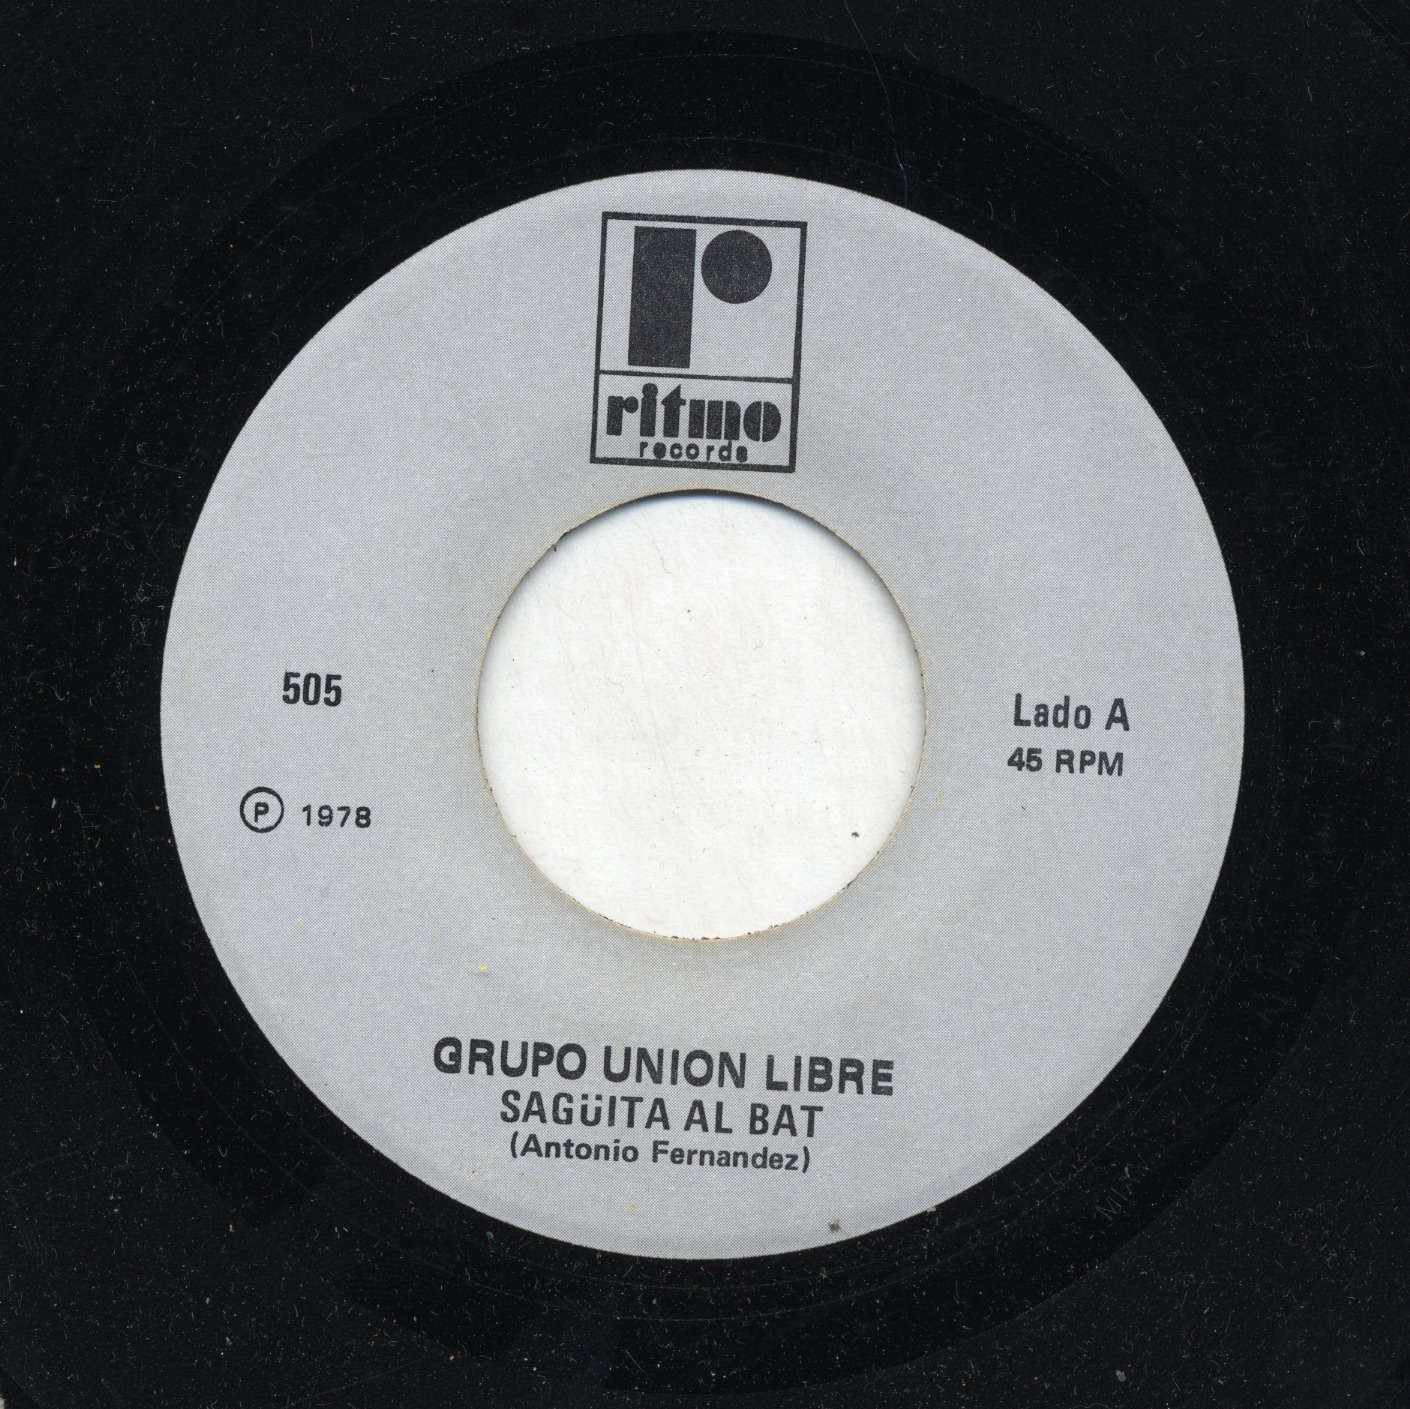 ritmo
records
505
Lado A
45 RPM
Ⓟ 1978
GRUPO UNION LIBRE
SAGÜITA AL BAT
(Antonio Fernandez)